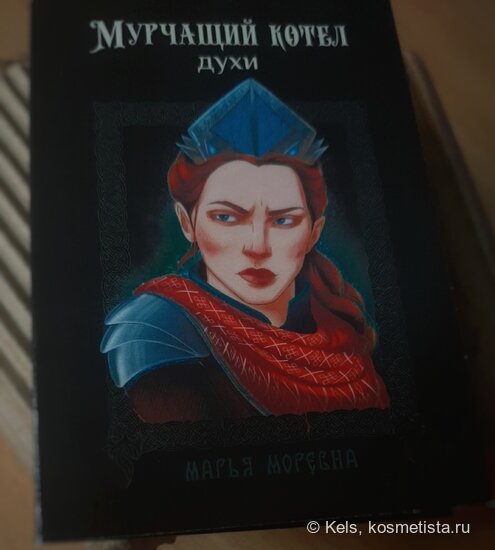 Мурчащий котел
духи
Марья Моревна
© Kels, kosmetista.ru